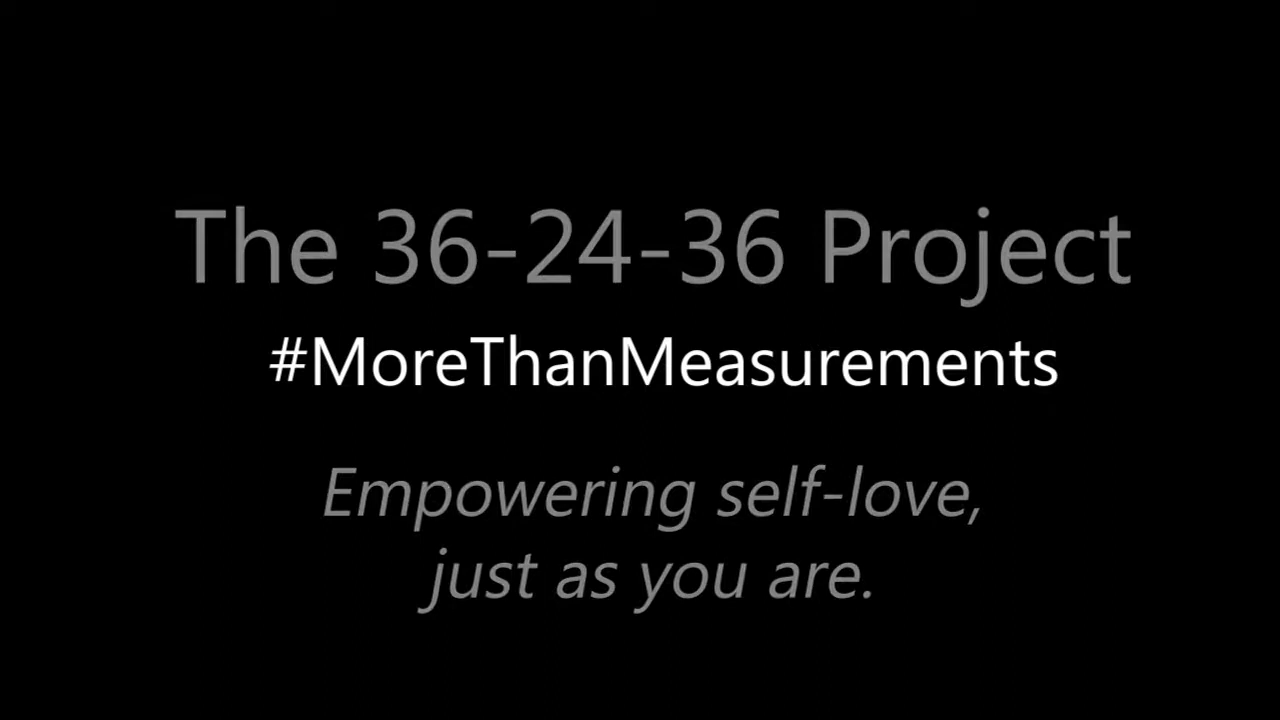 The 36-24-36 Project
#MoreThanMeasurements
Empowering self-love,
just as you are.